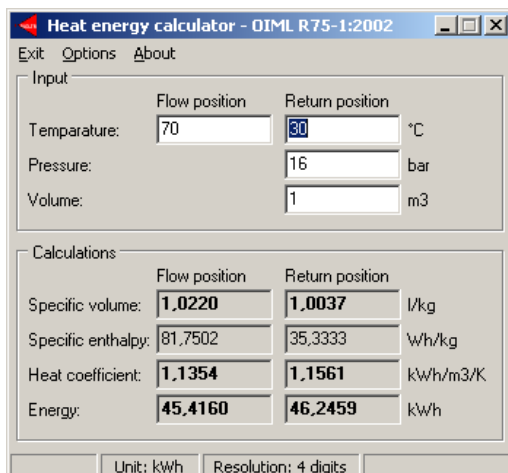 Heat energy calculator - OIML R75-1:2002
Exit Options About
Input
Flow position Return position
Temparature: 70 30 °C
Pressure: 16 bar
Volume: 1 m3
Calculations
Flow position Return position
Specific volume: 1,0220 1,0037 l/kg
Specific enthalpy: 81,7502 35,3333 Wh/kg
Heat coefficient: 1,1354 1,1561 kWh/m3/K
Energy: 45,4160 46,2459 kWh
Unit: kWh Resolution: 4 digits